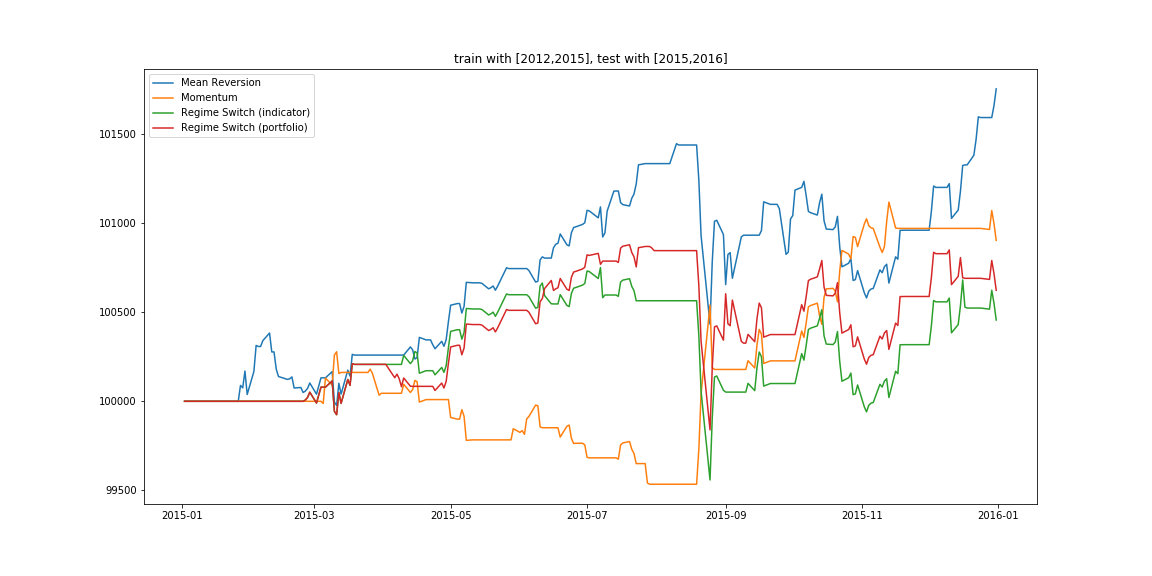 train with [2012,2015], test with [2015,2016]
Mean Reversion
Momentum
Regime Switch (indicator)
Regime Switch (portfolio)
101500
101000
100500
100000
99500
2015-01 2015-03 2015-05 2015-07 2015-09 2015-11 2016-01